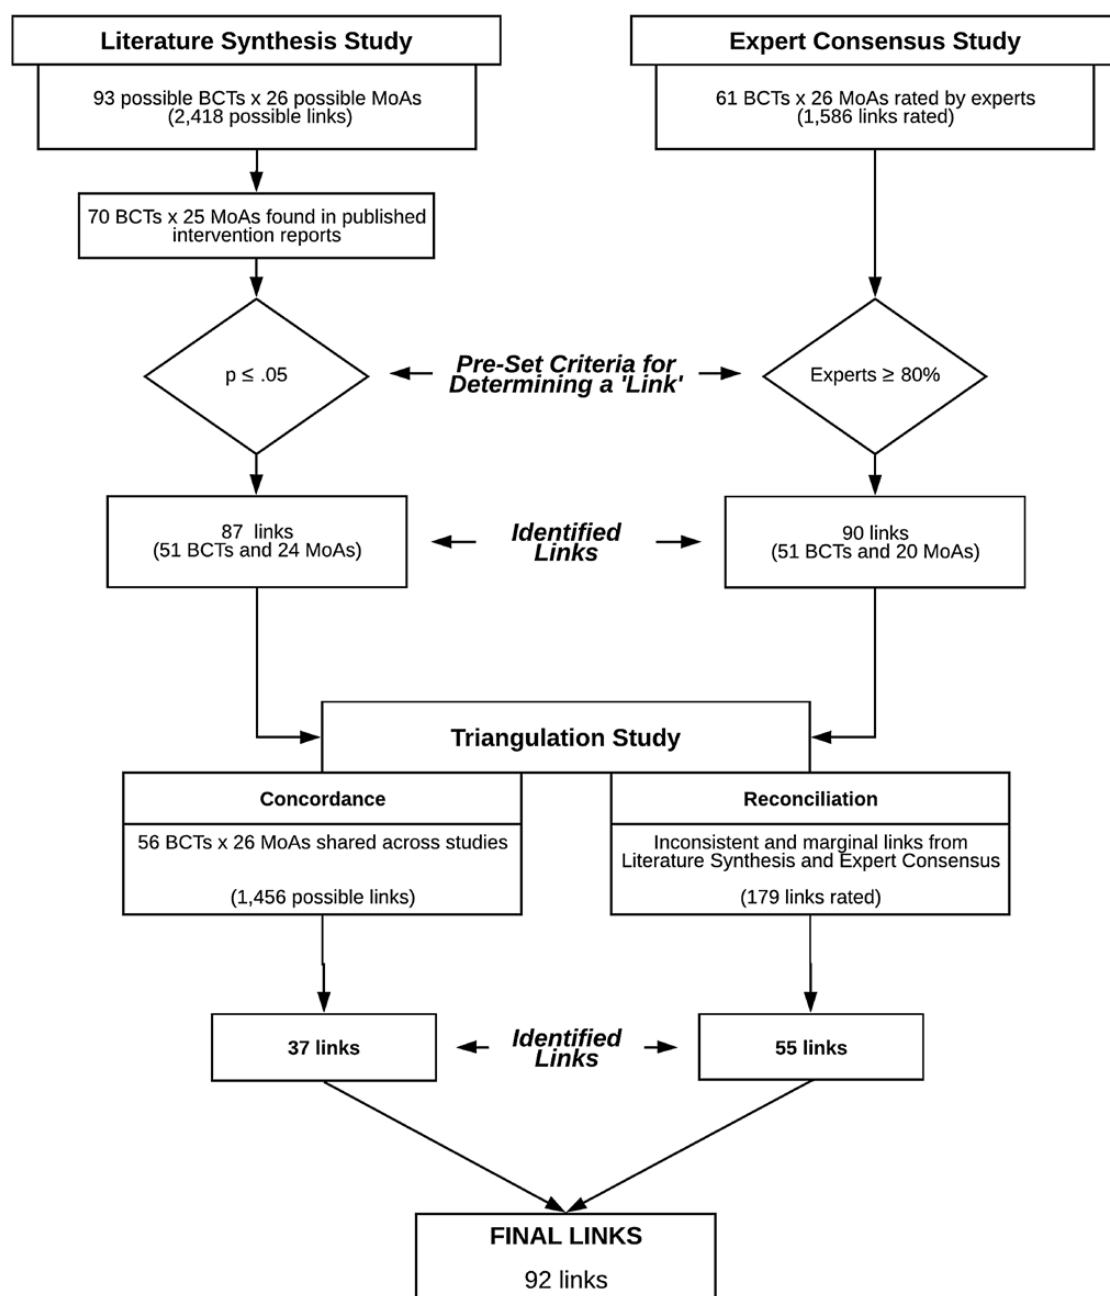 Literature Synthesis Study
93 possible BCTs x 26 possible MoAs
(2,418 possible links)
70 BCTs x 25 MoAs found in published
intervention reports
p ≤ .05
Expert Consensus Study
61 BCTs x 26 MoAs rated by experts
(1,586 links rated)
Pre-Set Criteria for
Determining a 'Link'
Experts ≥ 80%
87 links
(51 BCTs and 24 MoAs)
Identified
Links
90 links
(51 BCTs and 20 MoAs)
Triangulation Study
Concordance
56 BCTs x 26 MoAs shared across studies
(1,456 possible links)
Reconciliation
Inconsistent and marginal links from
Literature Synthesis and Expert Consensus
(179 links rated)
37 links
Identified
Links
55 links
FINAL LINKS
92 links